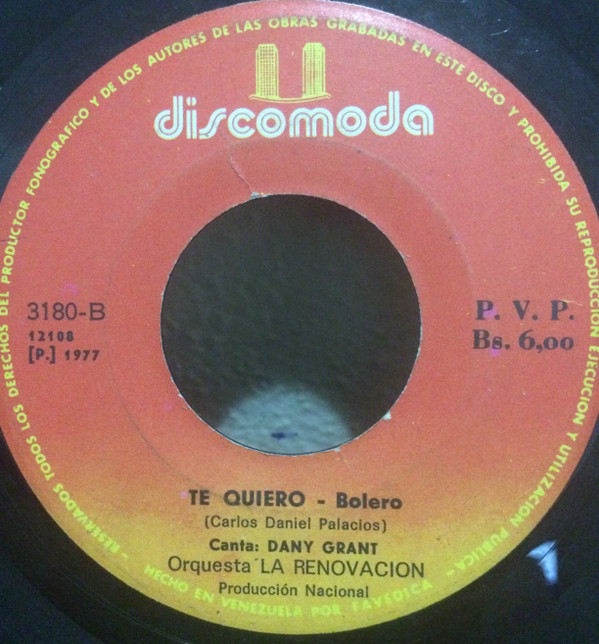 RESERVADOS TODOS LOS DERECHOS DEL PRODUCTOR FONOGRAFICO Y DE LOS AUTORES DE LAS OBRAS GRABADAS EN ESTE DISCO Y PROHIBIDA SU REPRODUCCION EJECUCION Y UTILIZACION PUBLICA -
discomoda
3180-B
12108
[P.] 1977
P. V. P.
Bs. 6,00
TE QUIERO - Bolero
(Carlos Daniel Palacios)
Canta: DANY GRANT
Orquesta LA RENOVACION
Producción Nacional
HECHO EN VENEZUELA POR FAVEDICA -